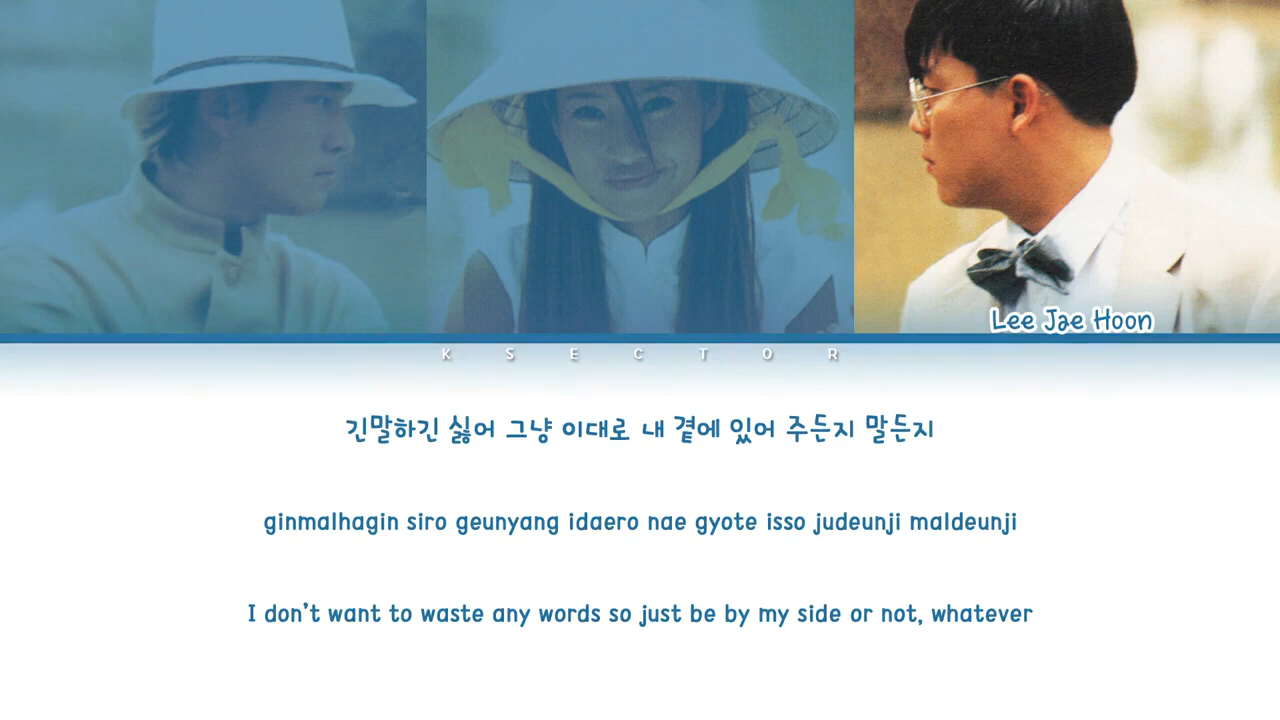 Lee Jae Hoon
K S E C T O R
긴말하긴 싫어 그냥 이대로 내 곁에 있어 주든지 말든지
ginmalhagin siro geunyang idaero nae gyote isso judeunji maldeunji
I don't want to waste any words so just be by my side or not, whatever